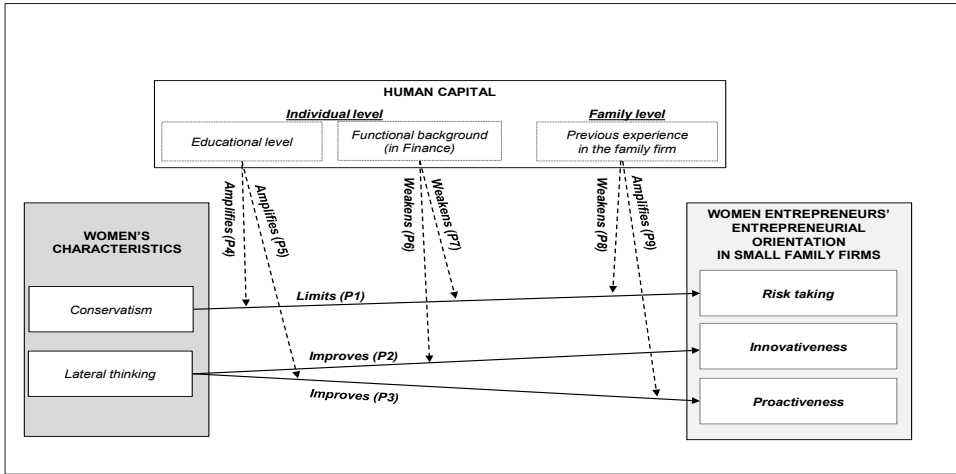 HUMAN CAPITAL
Individual level
Family level
Educational level
Functional background
(in Finance)
Previous experience
in the family firm
Amplifies (P4)
Amplifies (P5)
Weakens (P6)
Weakens (P7)
Weakens (P8)
Amplifies (P9)
WOMEN'S
CHARACTERISTICS
Conservatism
Lateral thinking
Limits (P1)
Improves (P2)
Improves (P3)
WOMEN ENTREPRENEURS'
ENTREPRENEURIAL
ORIENTATION
IN SMALL FAMILY FIRMS
Risk taking
Innovativeness
Proactiveness